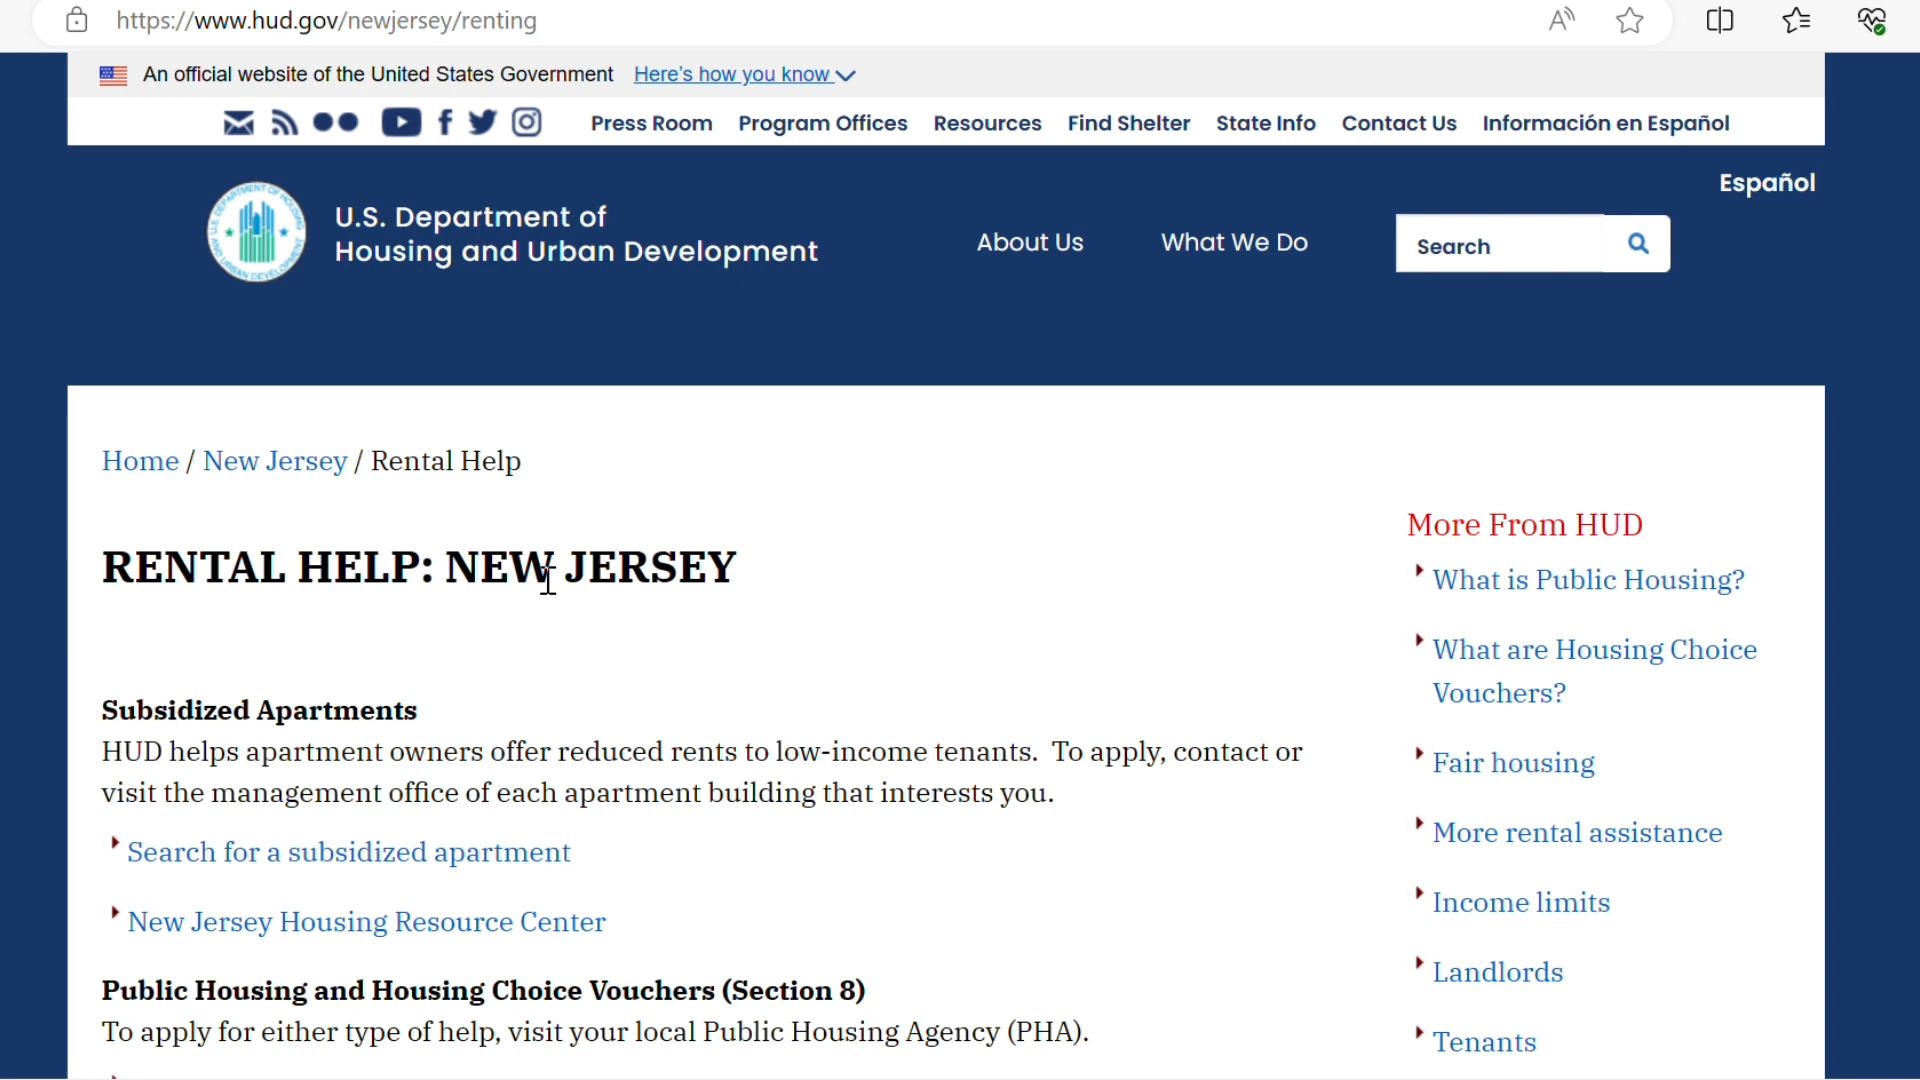 https://www.hud.gov/newjersey/renting
An official website of the United States Government Here's how you know
Press Room Program Offices Resources Find Shelter State Info Contact Us Información en Español
Español
U.S. Department of
Housing and Urban Development
About Us What We Do Search
Home / New Jersey / Rental Help
RENTAL HELP: NEW JERSEY
Subsidized Apartments
HUD helps apartment owners offer reduced rents to low-income tenants. To apply, contact or
visit the management office of each apartment building that interests you.
Search for a subsidized apartment
New Jersey Housing Resource Center
Public Housing and Housing Choice Vouchers (Section 8)
To apply for either type of help, visit your local Public Housing Agency (PHA).
More From HUD
What is Public Housing?
What are Housing Choice
Vouchers?
Fair housing
More rental assistance
Income limits
Landlords
Tenants